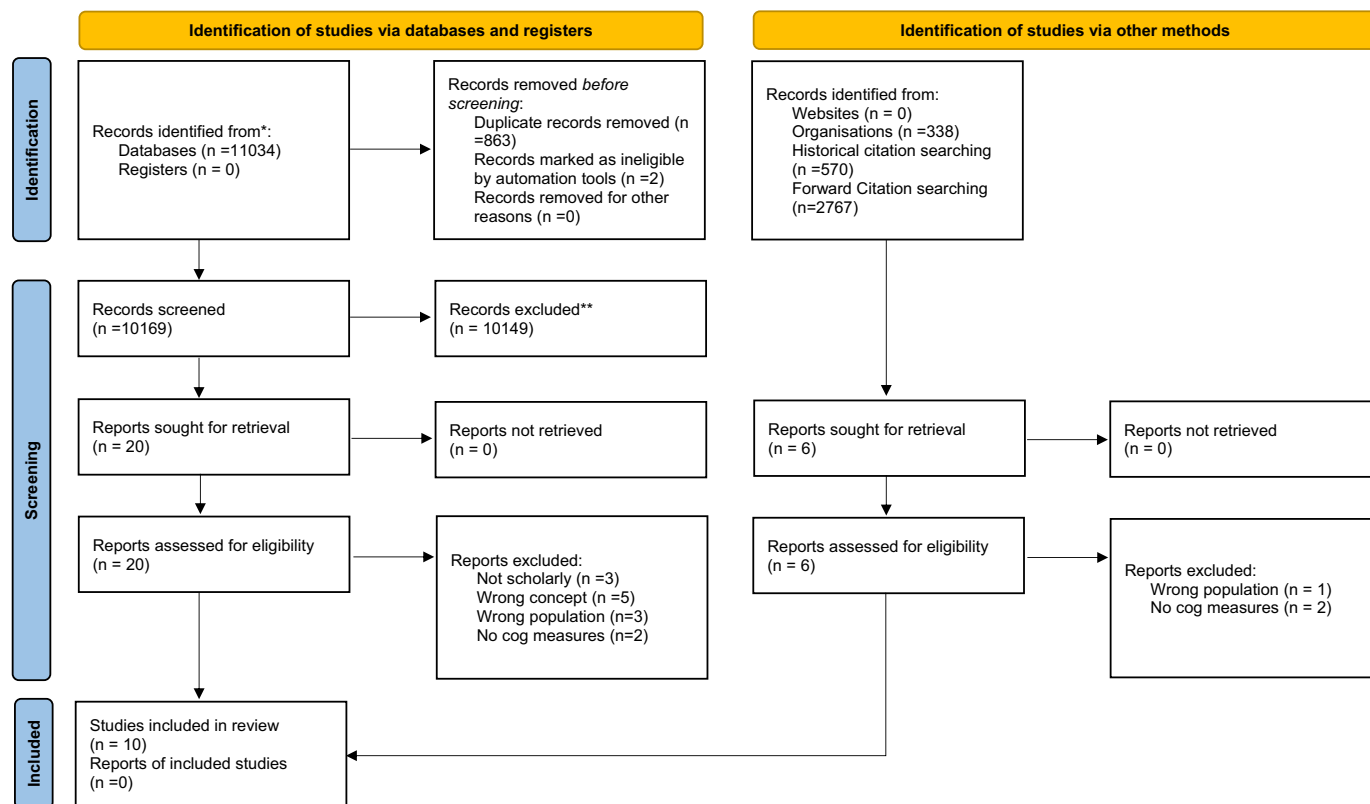 Identification of studies via databases and registers
Identification of studies via other methods
Identification
Records identified from*:
Databases (n =11034)
Registers (n = 0)
Records removed before
screening:
Duplicate records removed (n
=863)
Records marked as ineligible
by automation tools (n =2)
Records removed for other
reasons (n =0)
Records identified from:
Websites (n = 0)
Organisations (n =338)
Historical citation searching
(n =570)
Forward Citation searching
(n=2767)
Screening
Records screened
(n =10169)
Records excluded**
(n = 10149)
Reports sought for retrieval
(n = 20)
Reports not retrieved
(n = 0)
Reports sought for retrieval
(n = 6)
Reports not retrieved
(n = 0)
Reports assessed for eligibility
(n = 20)
Reports excluded:
Not scholarly (n =3)
Wrong concept (n =5)
Wrong population (n=3)
No cog measures (n=2)
Reports assessed for eligibility
(n = 6)
Reports excluded:
Wrong population (n = 1)
No cog measures (n = 2)
Included
Studies included in review
(n = 10)
Reports of included studies
(n =0)